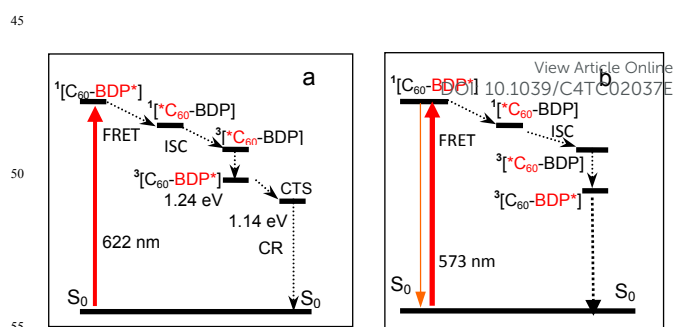 45
50
55
a
¹[C₆₀-BDP*]
¹[*C₆₀-BDP]
FRET
ISC
³[*C₆₀-BDP]
³[C₆₀-BDP*]
1.24 eV
CTS
1.14 eV
CR
622 nm
S₀
S₀
View Article Online
b
DOI: 10.1039/C4TC02037E
¹[C₆₀-BDP*]
¹[*C₆₀-BDP]
FRET
ISC
³[*C₆₀-BDP]
³[C₆₀-BDP*]
573 nm
S₀
S₀